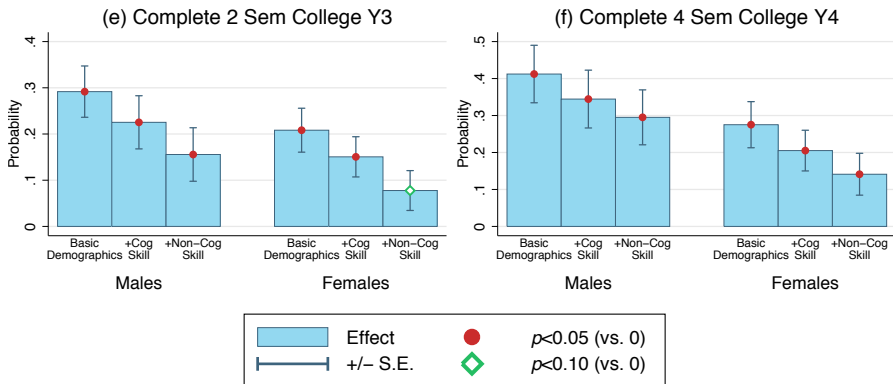 (e) Complete 2 Sem College Y3
Probability
.4
.3
.2
.1
0
Basic Demographics
+Cog Skill
+Non−Cog Skill
Basic Demographics
+Cog Skill
+Non−Cog Skill
Males
Females
(f) Complete 4 Sem College Y4
Probability
.5
.4
.3
.2
.1
0
Basic Demographics
+Cog Skill
+Non−Cog Skill
Basic Demographics
+Cog Skill
+Non−Cog Skill
Males
Females
Effect
p<0.05 (vs. 0)
+/− S.E.
p<0.10 (vs. 0)